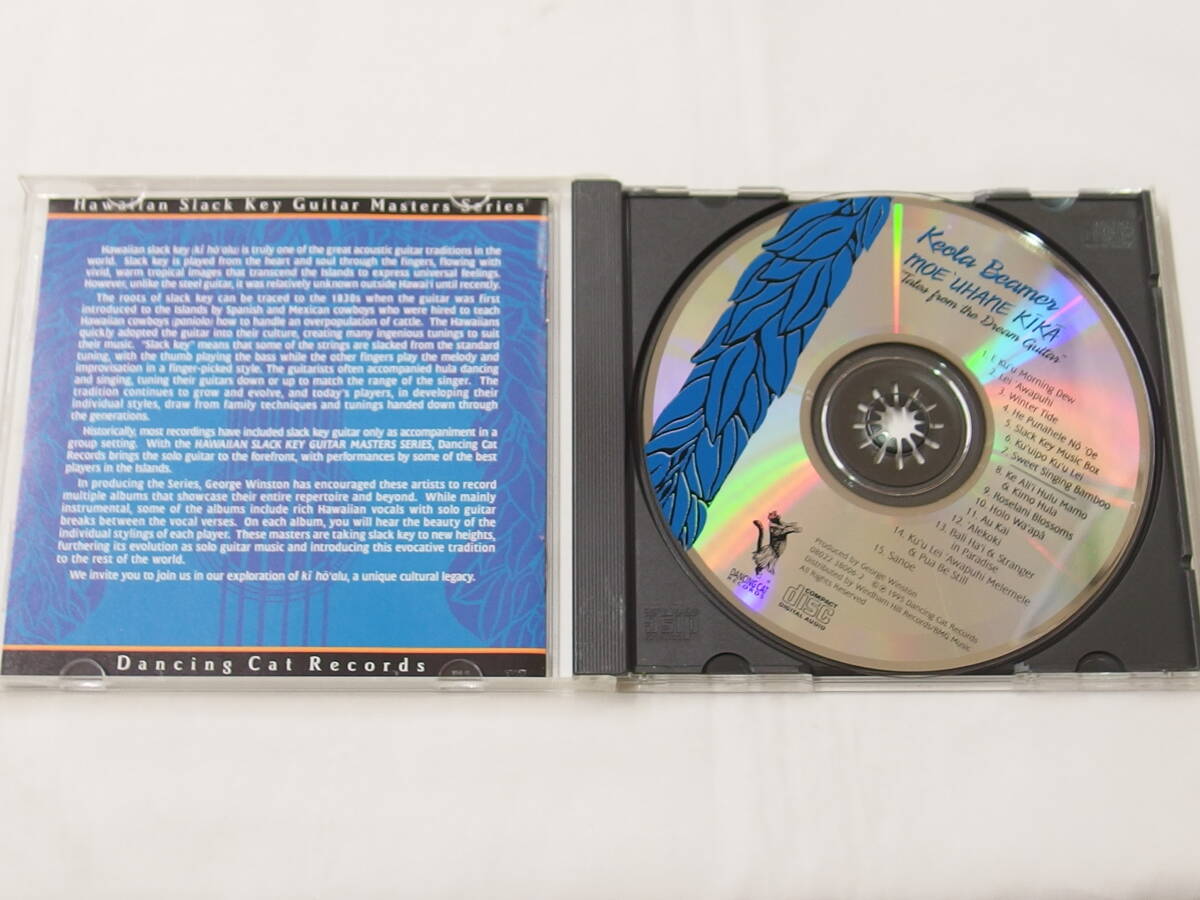 Hawaiian Slack Key Guitar Masters Series
Hawaiian slack key (kī hō'alu) is truly one of the great acoustic guitar traditions in the
world. Slack key is played from the heart and soul through the fingers, flowing with
vivid, warm tropical images that transcend the Islands to express universal feelings.
However, unlike the steel guitar, it was relatively unknown outside Hawai'i until recently.
The roots of slack key can be traced to the 1830s when the guitar was first
introduced to the Islands by Spanish and Mexican cowboys who were hired to teach
Hawaiian cowboys (paniolo) how to handle an overpopulation of cattle. The Hawaiians
quickly adopted the guitar into their culture, creating many ingenious tunings to suit
their music. "Slack key" means that some of the strings are slacked from the standard
tuning, with the thumb playing the bass while the other fingers play the melody and
improvisation in a finger-picked style. The guitarists often accompanied hula dancing
and singing, tuning their guitars down or up to match the range of the singer. The
tradition continues to grow and evolve, and today's players, in developing their
individual styles, draw from family techniques and tunings handed down through
the generations.
Historically, most recordings have included slack key guitar only as accompaniment in a
group setting. With the HAWAIIAN SLACK KEY GUITAR MASTERS SERIES, Dancing Cat
Records brings the solo guitar to the forefront, with performances by some of the best
players in the Islands.
In producing the Series, George Winston has encouraged these artists to record
multiple albums that showcase their entire repertoire and beyond. While mainly
instrumental, some of the albums include rich Hawaiian vocals with solo guitar
breaks between the vocal verses. On each album, you will hear the beauty of the
individual stylings of each player. These masters are taking slack key to new heights,
furthering its evolution as solo guitar music and introducing this evocative tradition
to the rest of the world.
We invite you to join us in our exploration of kī hō'alu, a unique cultural legacy.
Dancing Cat Records
Keola Beamer
MOE 'UHANE KĪKĀ
"Tales from the Dream Guitar"
1. E Ku'u Morning Dew
2. Lei 'Awapuhi
3. Winter Tide
4. He Punahele Nō 'Oe
5. Slack Key Music Box
6. Ku'uipo Ku'u Lei
7. Sweet Singing Bamboo
8. Ke Ali'i Hulu Mamo
& Kimo Hula
9. Roselani Blossoms
10. Holo Wa'apā
11. Au Kai
12. 'Alekoki
13. Bali Ha'i & Stranger
in Paradise
& Pua Be Still
14. Ku'u Lei 'Awapuhi Melemele
15. Sanoe
Produced by George Winston
08022 38006-2 ©℗ 1995 Dancing Cat Records
Distributed by Windham Hill Records/BMG Music.
All Rights Reserved
DANCING CAT
RECORDS
COMPACT
disc
DIGITAL AUDIO